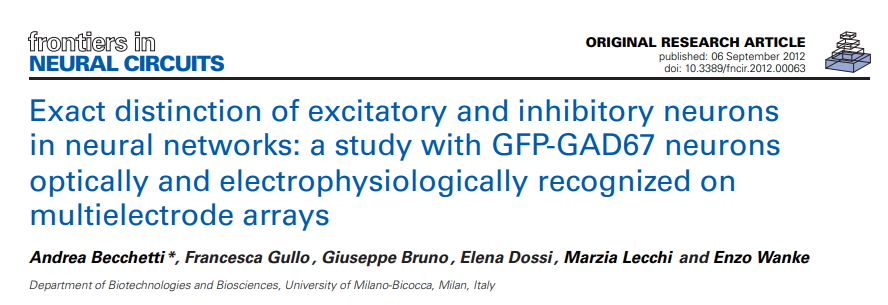 frontiers in
NEURAL CIRCUITS
ORIGINAL RESEARCH ARTICLE
published: 06 September 2012
doi: 10.3389/fncir.2012.00063
Exact distinction of excitatory and inhibitory neurons
in neural networks: a study with GFP-GAD67 neurons
optically and electrophysiologically recognized on
multielectrode arrays
Andrea Becchetti*, Francesca Gullo, Giuseppe Bruno, Elena Dossi, Marzia Lecchi and Enzo Wanke
Department of Biotechnologies and Biosciences, University of Milano-Bicocca, Milan, Italy